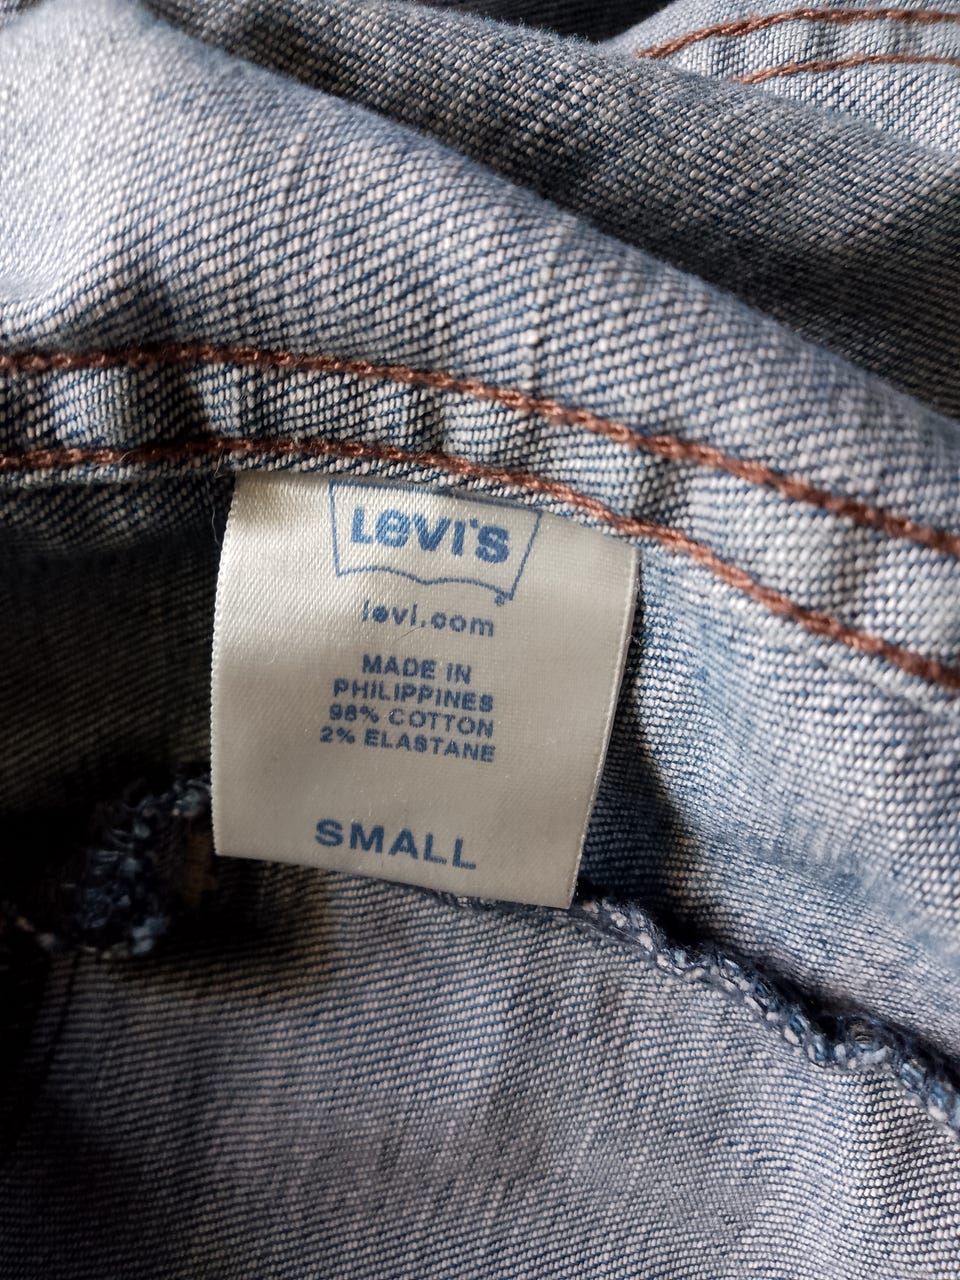 Levi's
levi.com
MADE IN
PHILIPPINES
98% COTTON
2% ELASTANE
SMALL